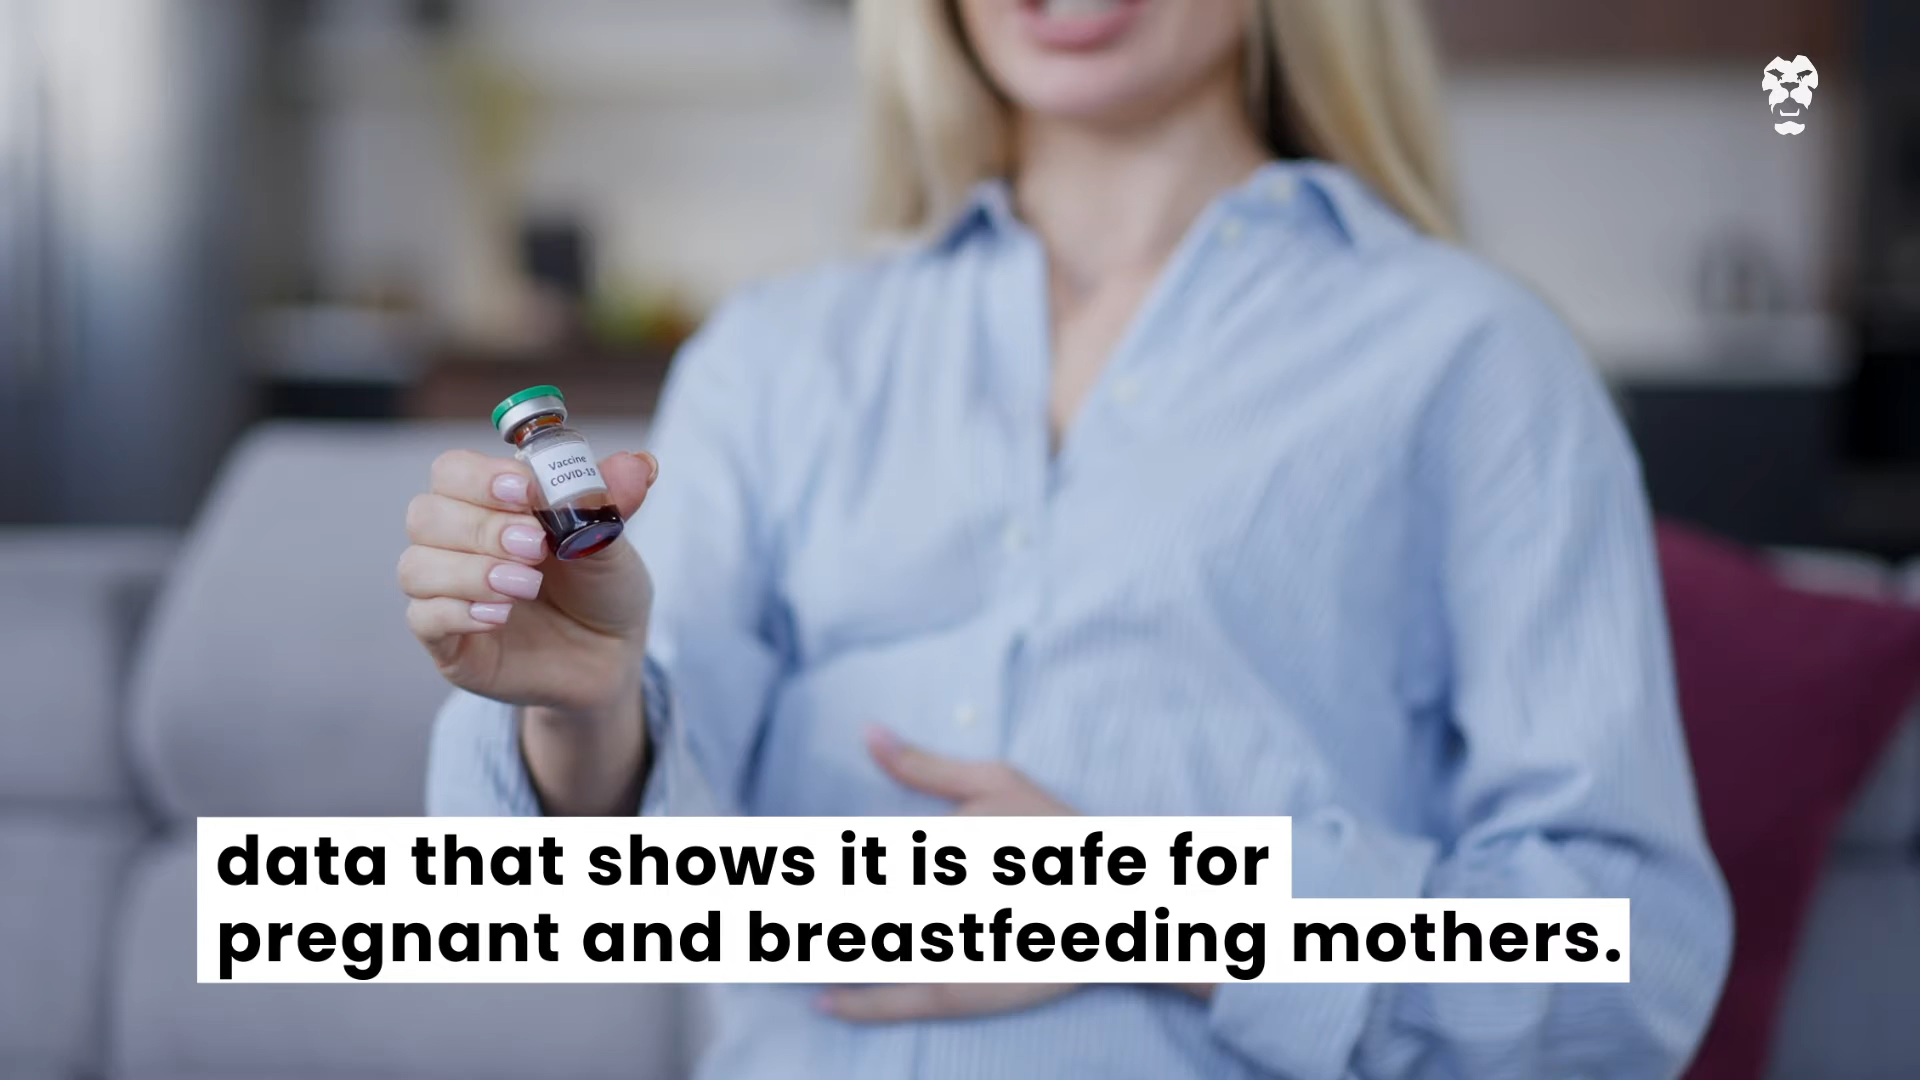 Vaccine
COVID-19
data that shows it is safe for
pregnant and breastfeeding mothers.